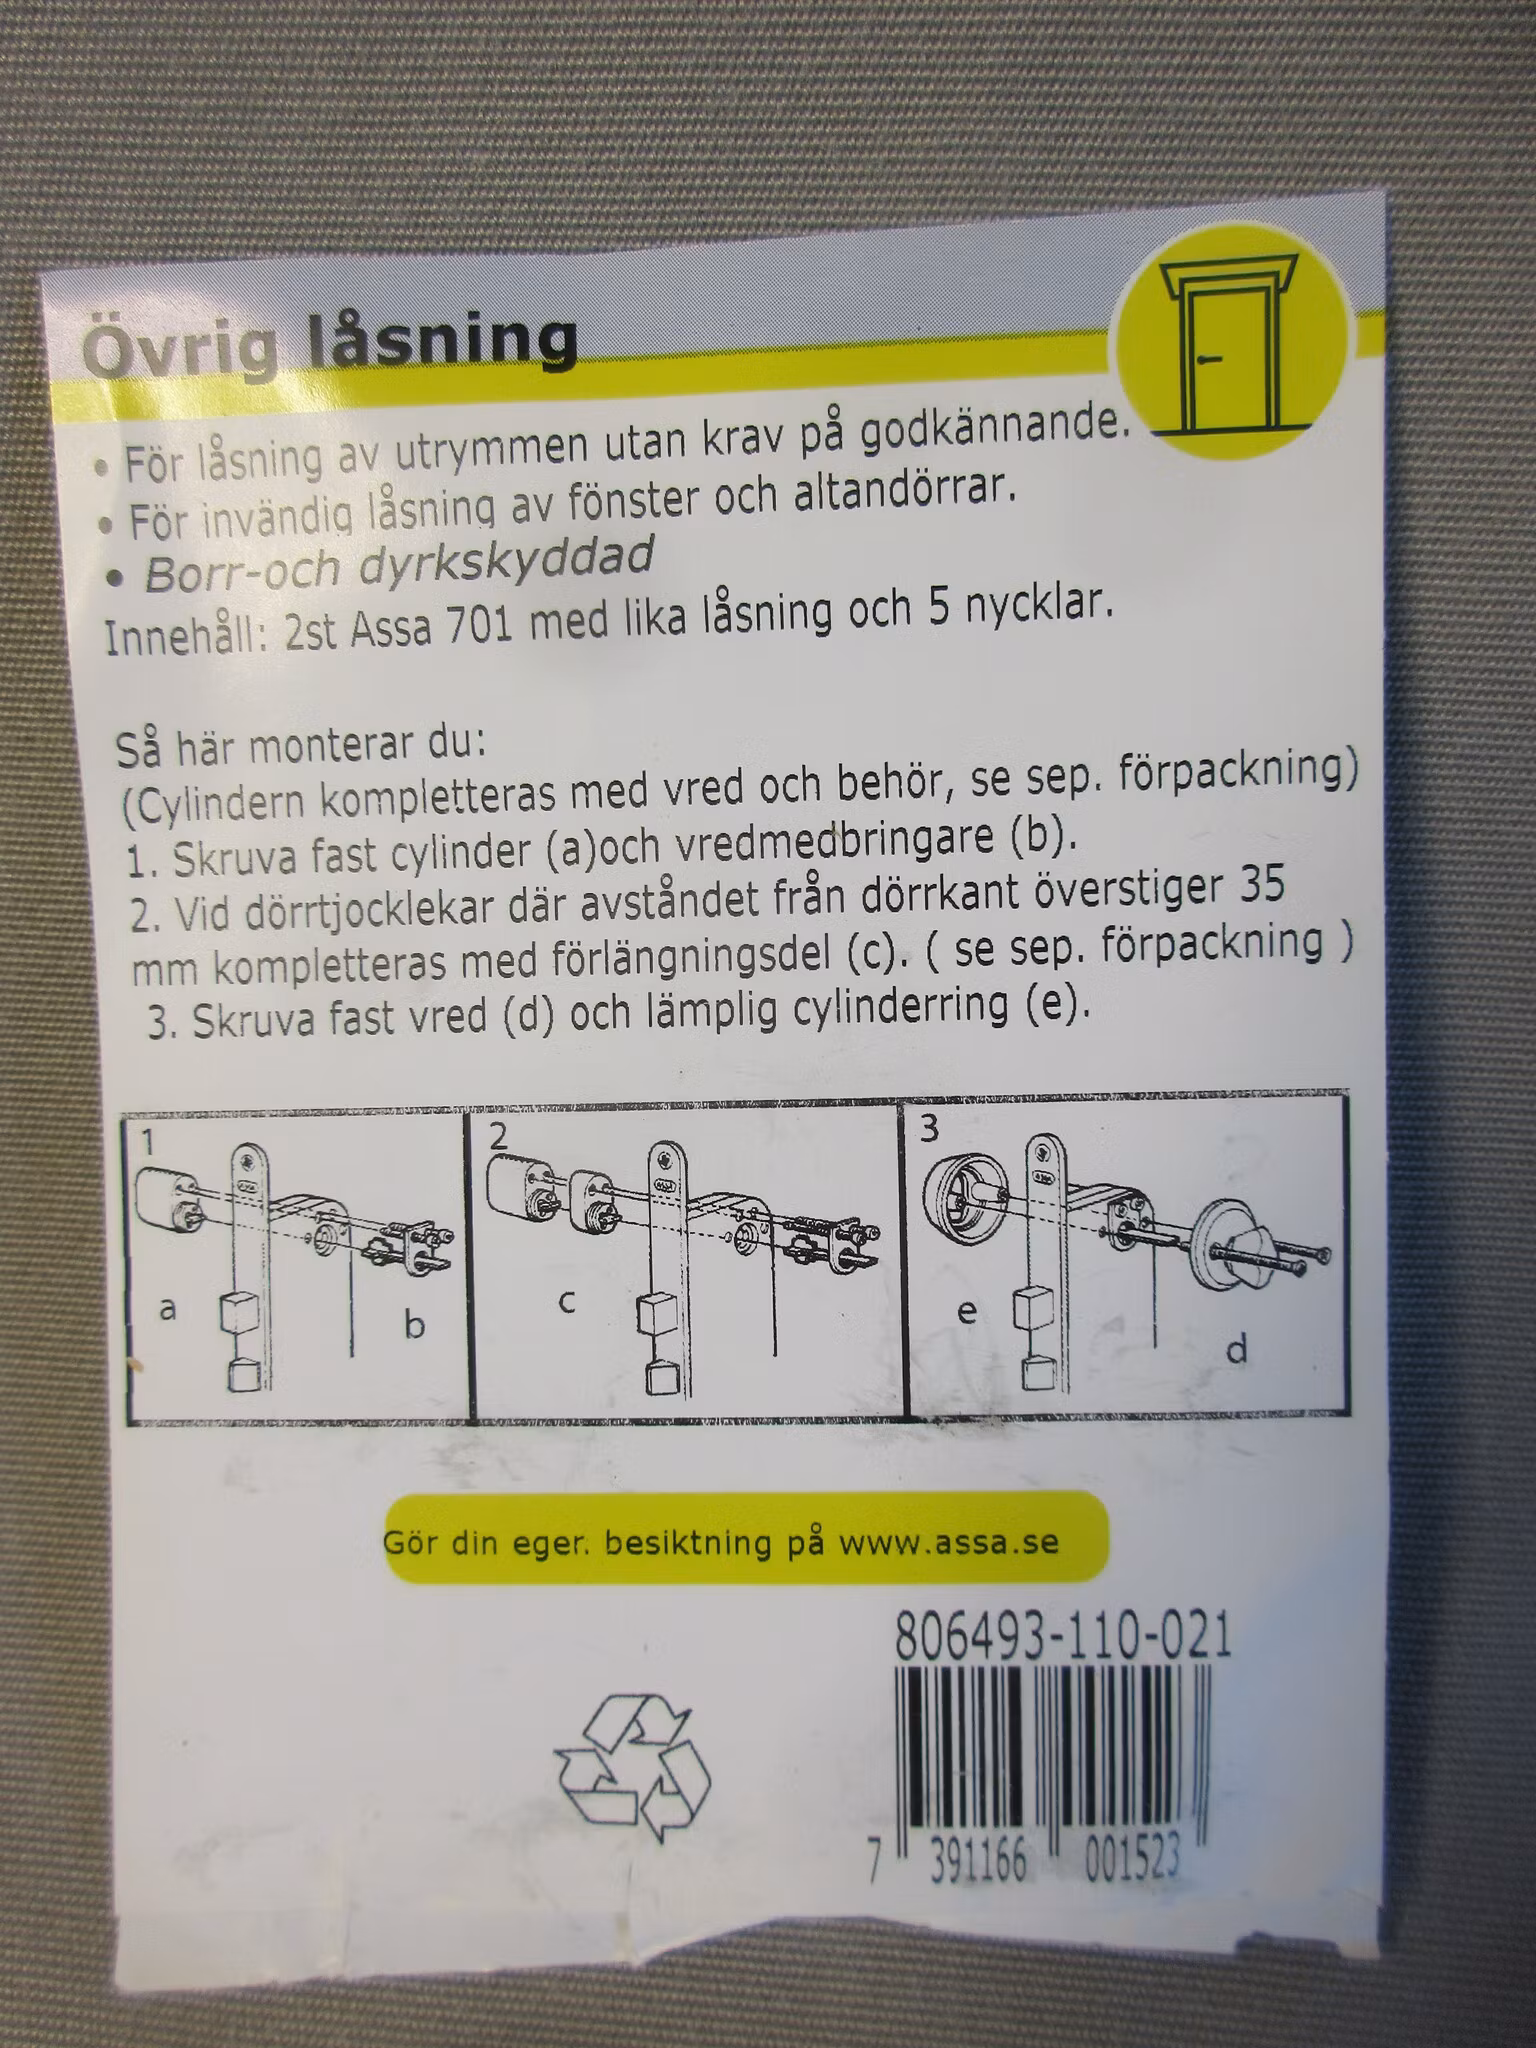 Övrig låsning
• För låsning av utrymmen utan krav på godkännande.
• För invändig låsning av fönster och altandörrar.
• Borr-och dyrkskyddad
Innehåll: 2st Assa 701 med lika låsning och 5 nycklar.
Så här monterar du:
(Cylindern kompletteras med vred och behör, se sep. förpackning)
1. Skruva fast cylinder (a)och vredmedbringare (b).
2. Vid dörrtjocklekar där avståndet från dörrkant överstiger 35
mm kompletteras med förlängningsdel (c). ( se sep. förpackning )
3. Skruva fast vred (d) och lämplig cylinderring (e).
1
a
b
2
c
3
e
d
Gör din eger. besiktning på www.assa.se
806493-110-021
7 391166 001523